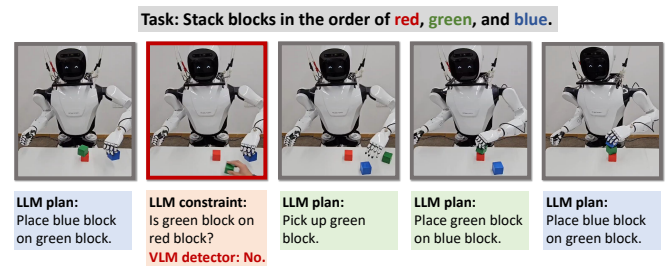 Task: Stack blocks in the order of red, green, and blue.
LLM plan:
Place blue block
on green block.
LLM constraint:
Is green block on
red block?
VLM detector: No.
LLM plan:
Pick up green
block.
LLM plan:
Place green block
on blue block.
LLM plan:
Place blue block
on green block.